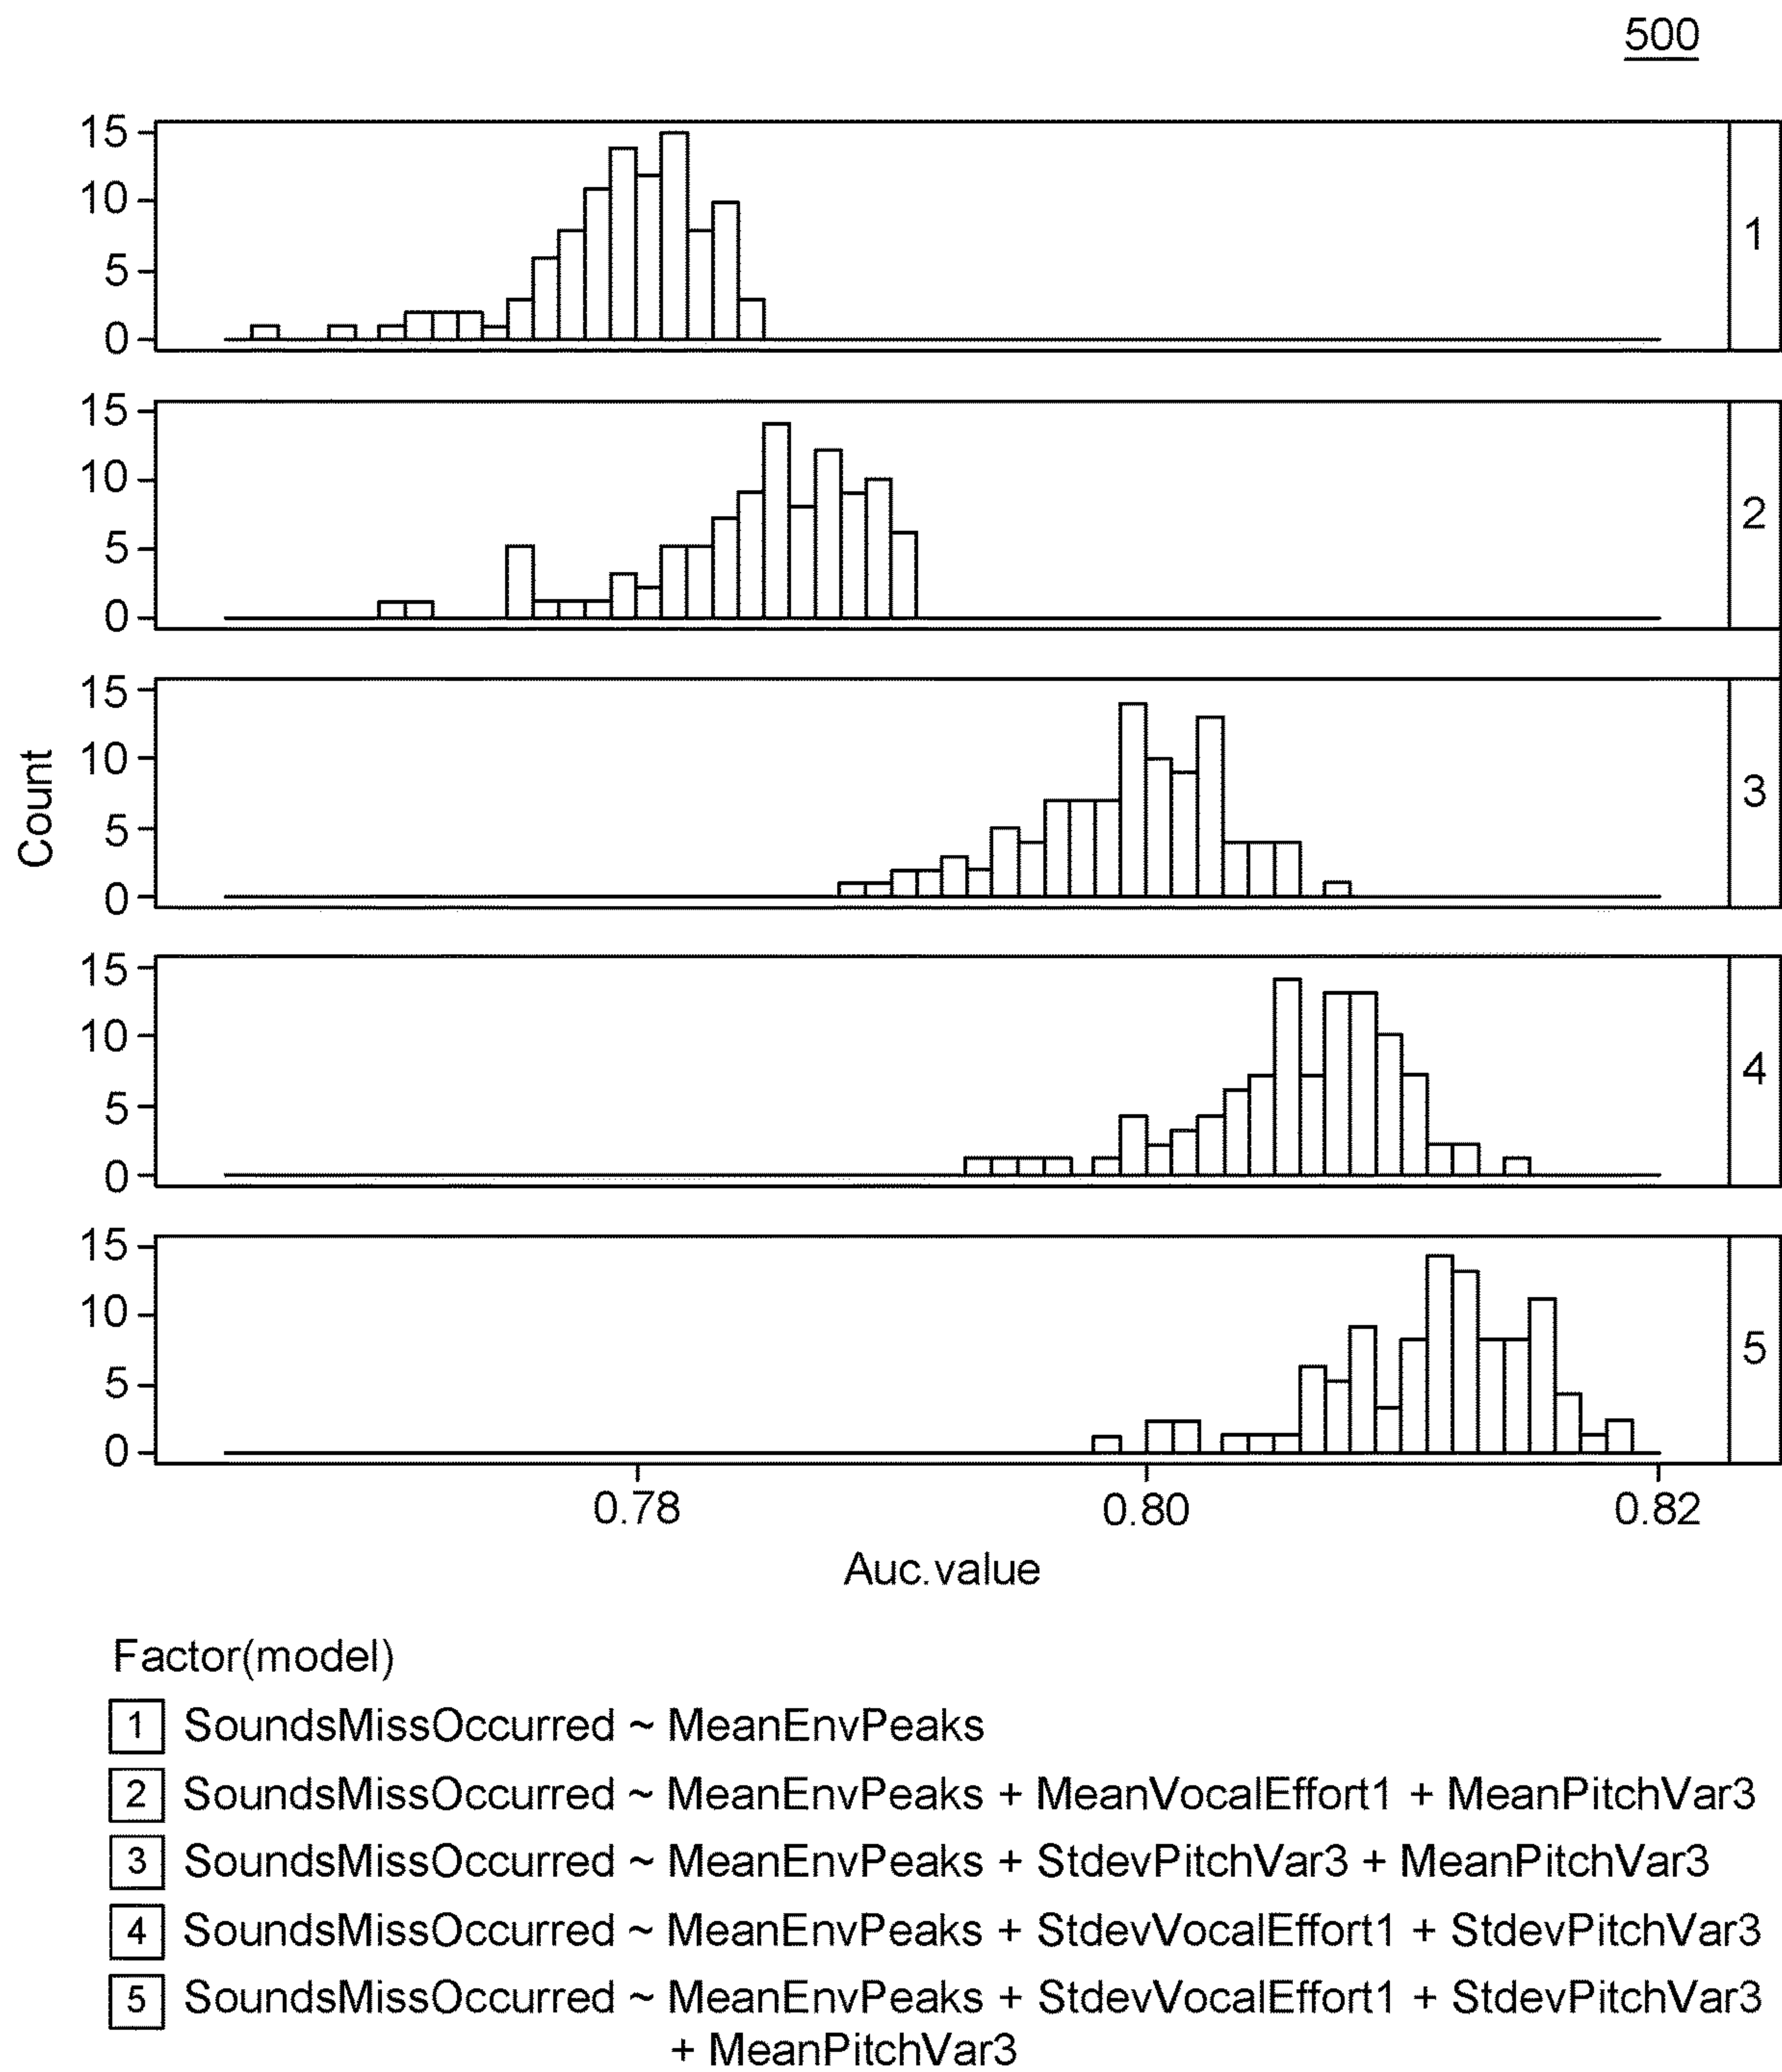 500
15
10
5
0
1
15
10
5
0
2
15
10
5
0
3
15
10
5
0
4
15
10
5
0
5
Count
0.78 0.80 0.82
Auc.value
Factor(model)
1 SoundsMissOccurred ~ MeanEnvPeaks
2 SoundsMissOccurred ~ MeanEnvPeaks + MeanVocalEffort1 + MeanPitchVar3
3 SoundsMissOccurred ~ MeanEnvPeaks + StdevPitchVar3 + MeanPitchVar3
4 SoundsMissOccurred ~ MeanEnvPeaks + StdevVocalEffort1 + StdevPitchVar3
5 SoundsMissOccurred ~ MeanEnvPeaks + StdevVocalEffort1 + StdevPitchVar3
+ MeanPitchVar3